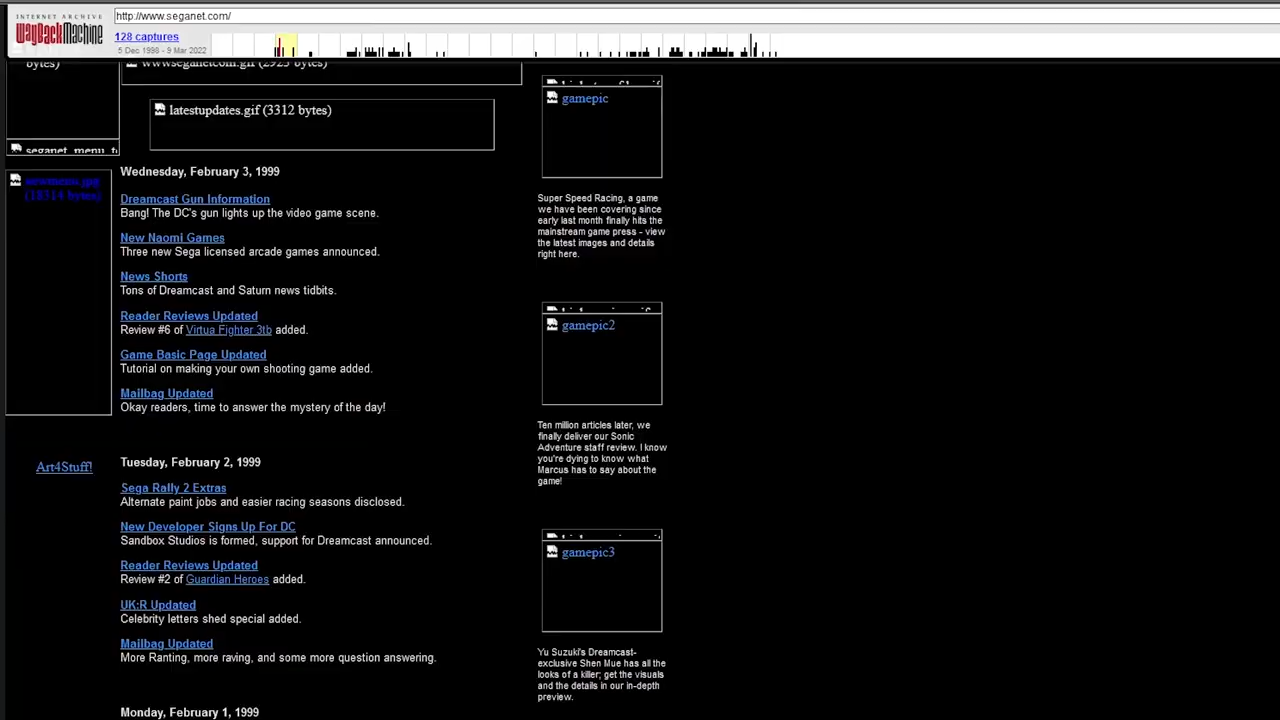 INTERNET ARCHIVE
WayBackMachine
http://www.seganet.com/
128 captures
5 Dec 1998 - 9 Mar 2022
bytes)
wwwseganetcom.gif (2923 bytes)
latestupdates.gif (3312 bytes)
seganet_menu_t
newmenu.jpg
(18314 bytes)
Art4Stuff!
Wednesday, February 3, 1999
Dreamcast Gun Information
Bang! The DC's gun lights up the video game scene.
New Naomi Games
Three new Sega licensed arcade games announced.
News Shorts
Tons of Dreamcast and Saturn news tidbits.
Reader Reviews Updated
Review #6 of Virtua Fighter 3tb added.
Game Basic Page Updated
Tutorial on making your own shooting game added.
Mailbag Updated
Okay readers, time to answer the mystery of the day!
Tuesday, February 2, 1999
Sega Rally 2 Extras
Alternate paint jobs and easier racing seasons disclosed.
New Developer Signs Up For DC
Sandbox Studios is formed, support for Dreamcast announced.
Reader Reviews Updated
Review #2 of Guardian Heroes added.
UK:R Updated
Celebrity letters shed special added.
Mailbag Updated
More Ranting, more raving, and some more question answering.
Monday, February 1, 1999
gamepic
Super Speed Racing, a game
we have been covering since
early last month finally hits the
mainstream game press - view
the latest images and details
right here.
gamepic2
Ten million articles later, we
finally deliver our Sonic
Adventure staff review. I know
you're dying to know what
Marcus has to say about the
game!
gamepic3
Yu Suzuki's Dreamcast-
exclusive Shen Mue has all the
looks of a killer; get the visuals
and the details in our in-depth
preview.